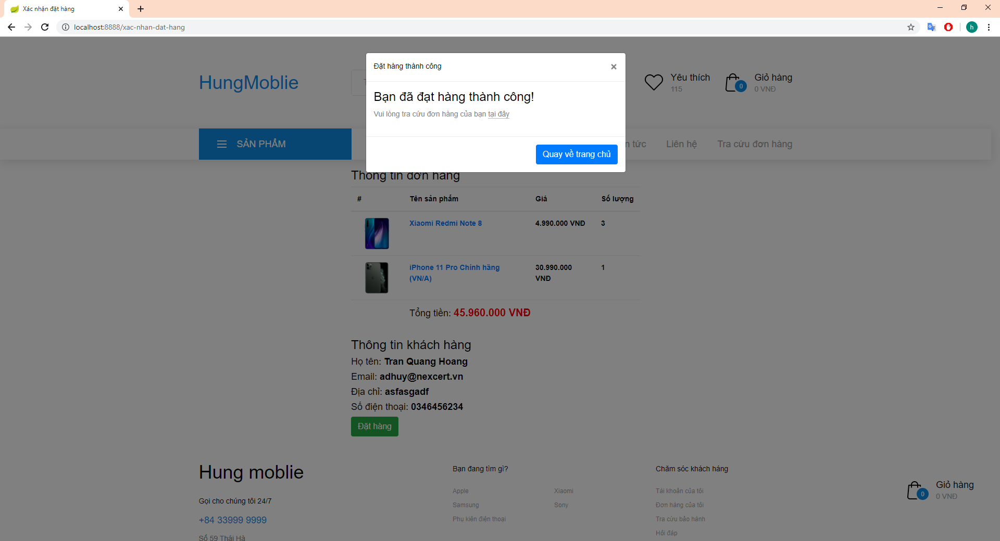 Xác nhận đặt hàng
localhost:8888/xac-nhan-dat-hang
h
Đặt hàng thành công
×
HungMoblie
Yêu thích
115
0
Giỏ hàng
0 VNĐ
Bạn đã đạt hàng thành công!
Vui lòng tra cứu đơn hàng của bạn tại đây
SẢN PHẨM
n tức
Liên hệ
Tra cứu đơn hàng
Quay về trang chủ
Thông tin đơn hàng
#
Tên sản phẩm
Giá
Số lượng
Xiaomi Redmi Note 8
4.990.000 VNĐ
3
iPhone 11 Pro Chính hãng
(VN/A)
30.990.000
VNĐ
1
Tổng tiền: 45.960.000 VNĐ
Thông tin khách hàng
Họ tên: Tran Quang Hoang
Email: adhuy@nexcert.vn
Địa chỉ: asfasgadf
Số điện thoại: 0346456234
Đặt hàng
Hung moblie
Gọi cho chúng tôi 24/7
+84 33999 9999
Số 59 Thái Hà
Bạn đang tìm gì?
Apple
Xiaomi
Samsung
Sony
Phụ kiện điện thoại
Chăm sóc khách háng
Tài khoản của tôi
Đơn hàng của tôi
Tra cứu bảo hành
Hỏi đáp
0
Giỏ hàng
0 VNĐ